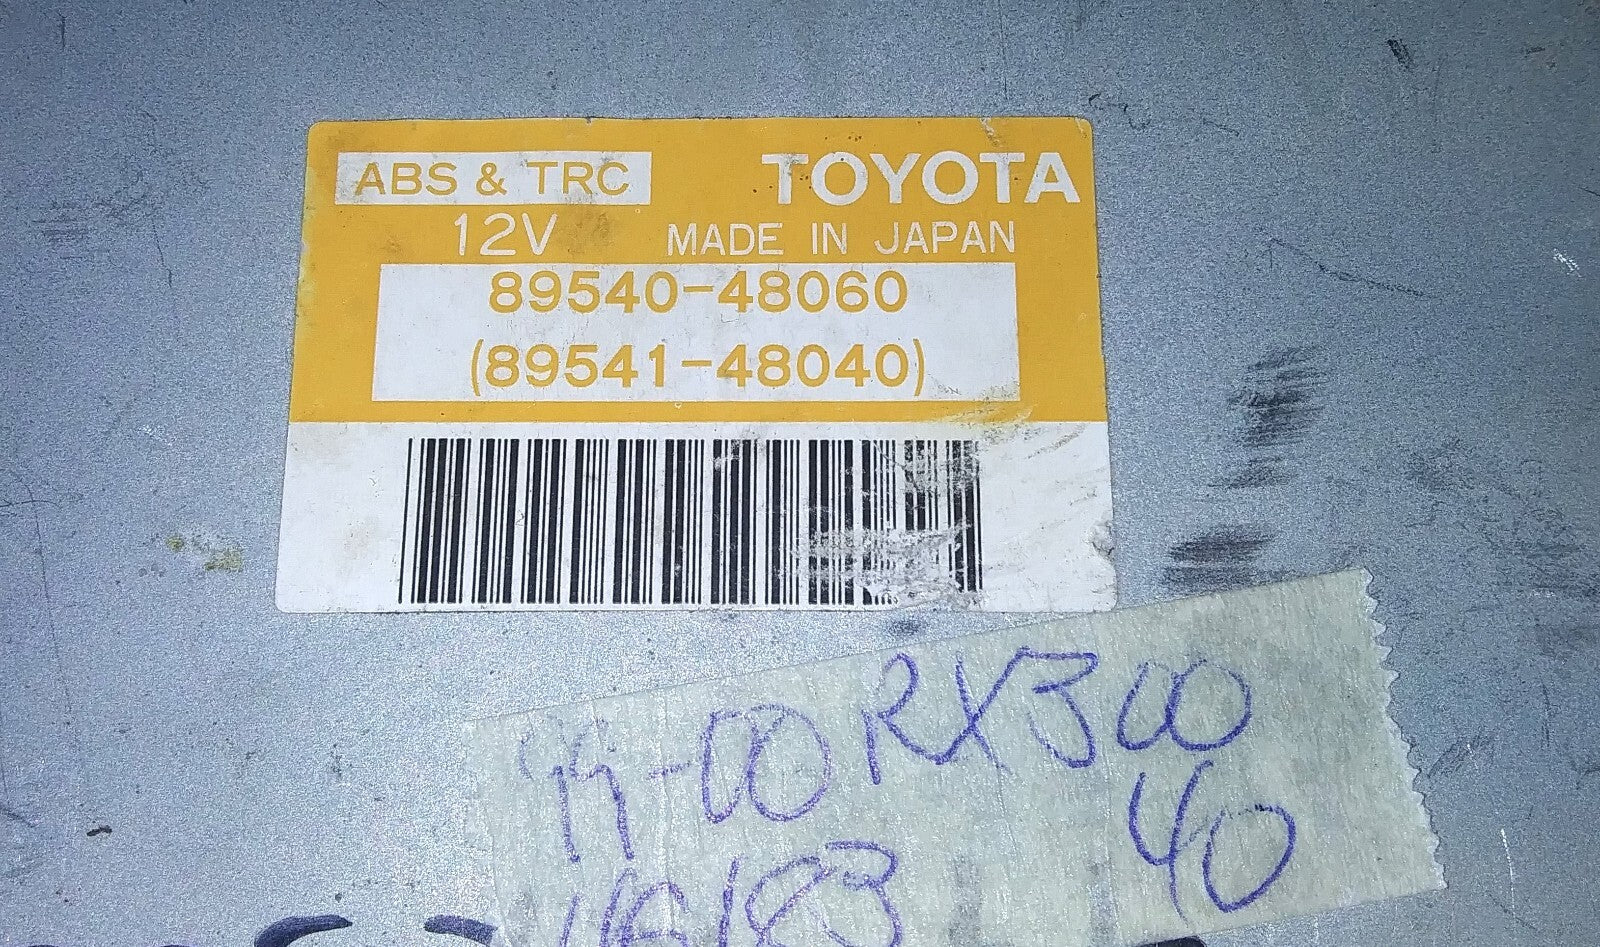 ABS & TRC TOYOTA
12V MADE IN JAPAN
89540-48060
(89541-48040)
'99-00 RX300
40